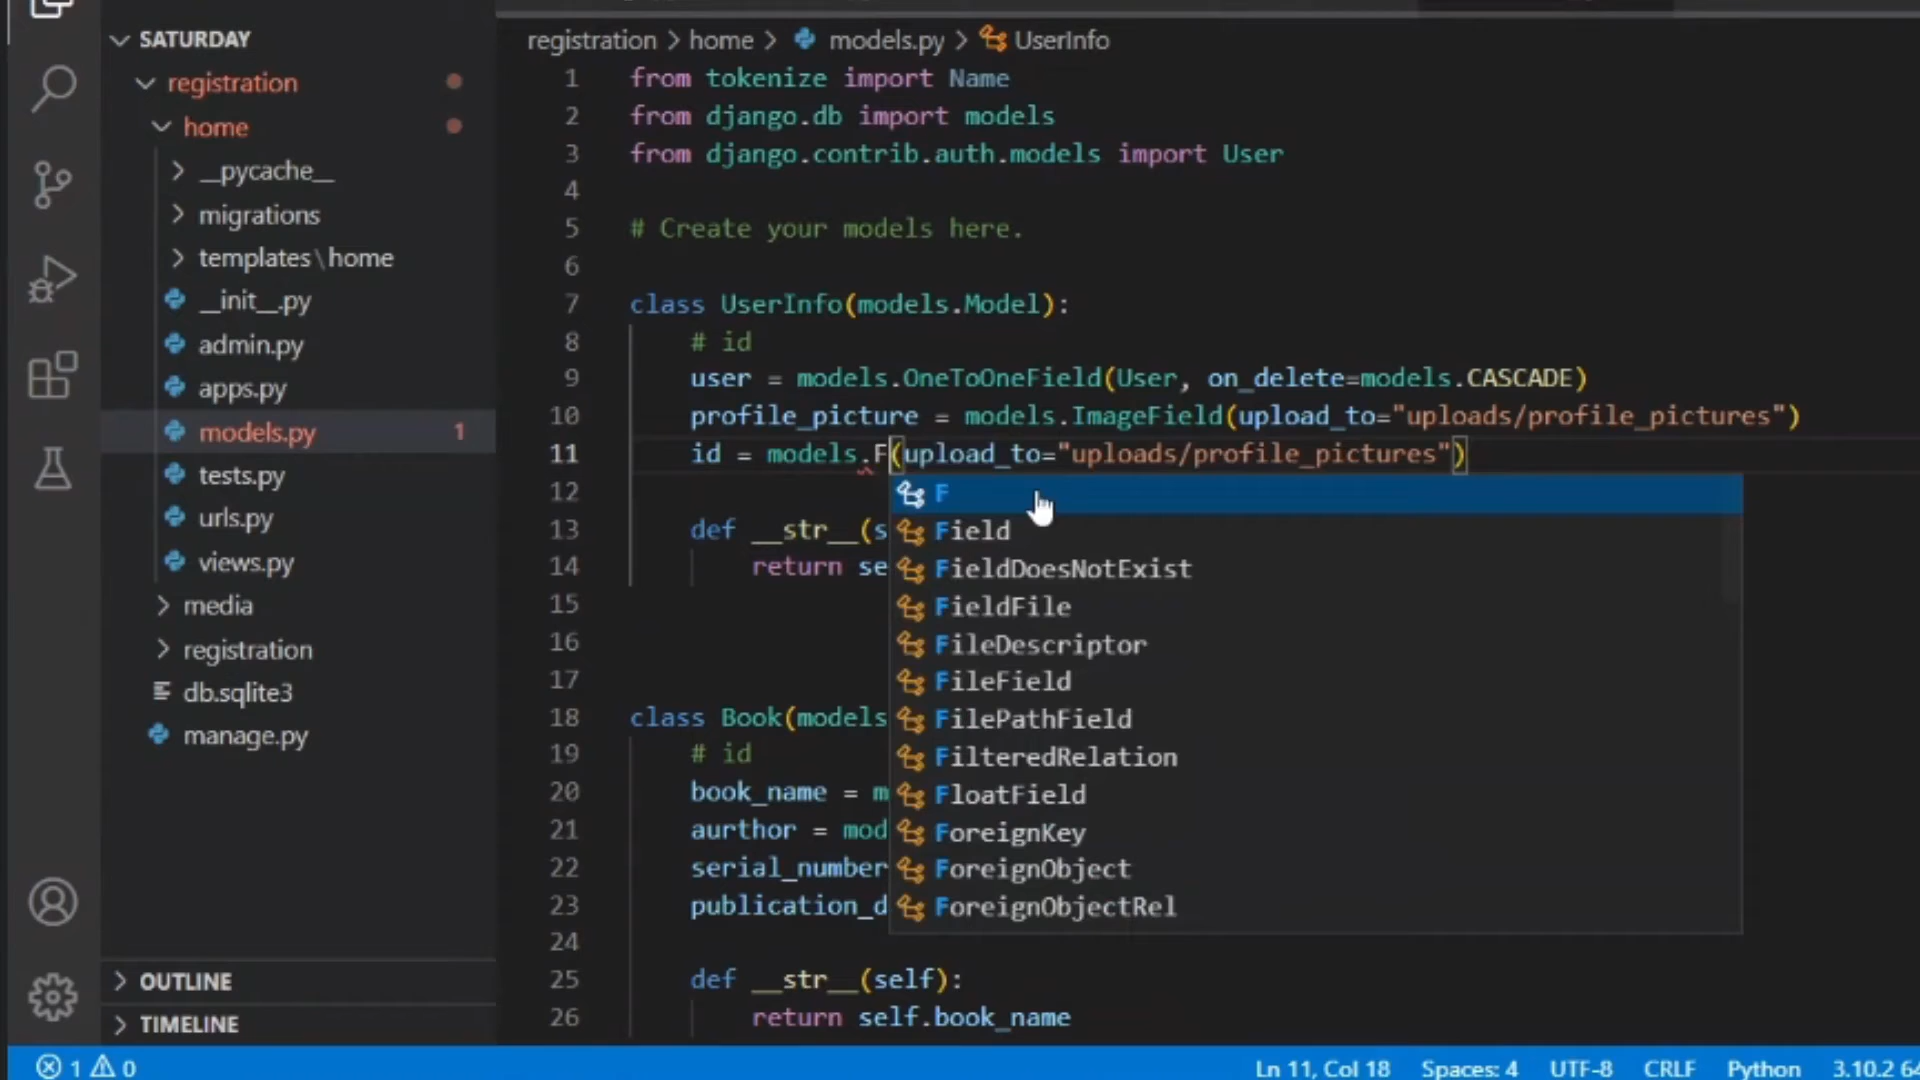 SATURDAY
registration
home
__pycache__
migrations
templates\home
__init__.py
admin.py
apps.py
models.py 1
tests.py
urls.py
views.py
media
registration
db.sqlite3
manage.py
OUTLINE
TIMELINE
registration > home > models.py > UserInfo
1 from tokenize import Name
2 from django.db import models
3 from django.contrib.auth.models import User
4
5 # Create your models here.
6
7 class UserInfo(models.Model):
8 # id
9 user = models.OneToOneField(User, on_delete=models.CASCADE)
10 profile_picture = models.ImageField(upload_to="uploads/profile_pictures")
11 id = models.F(upload_to="uploads/profile_pictures")
12
13 def __str__(s
14 return se
15
16
17
18 class Book(models
19 # id
20 book_name = m
21 aurthor = mod
22 serial_number
23 publication_d
24
25 def __str__(self):
26 return self.book_name
F
Field
FieldDoesNotExist
FieldFile
FileDescriptor
FileField
FilePathField
FilteredRelation
FloatField
ForeignKey
ForeignObject
ForeignObjectRel
1 0 Ln 11, Col 18 Spaces: 4 UTF-8 CRLF Python 3.10.2 64